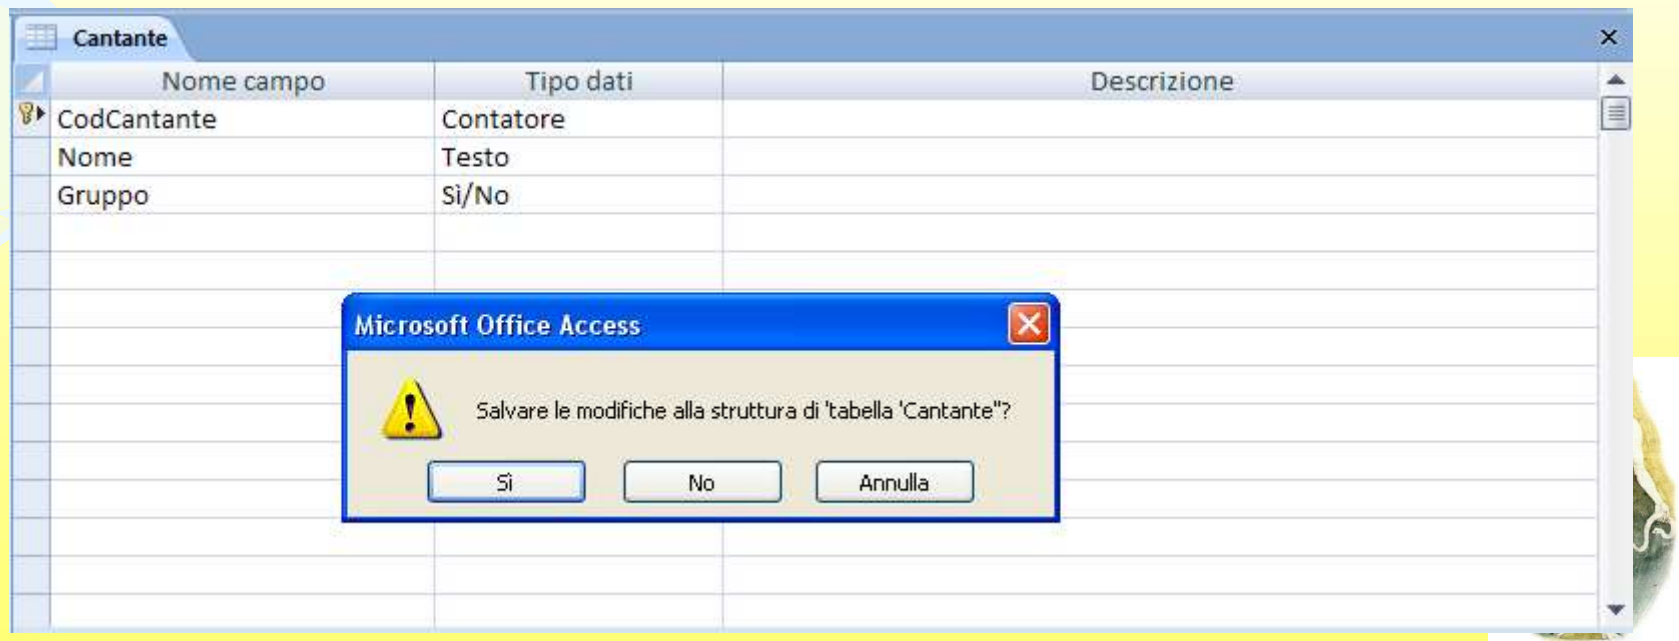 Cantante
Nome campo Tipo dati Descrizione
CodCantante Contatore
Nome Testo
Gruppo Sì/No
Microsoft Office Access
Salvare le modifiche alla struttura di 'tabella 'Cantante''?
Sì No Annulla